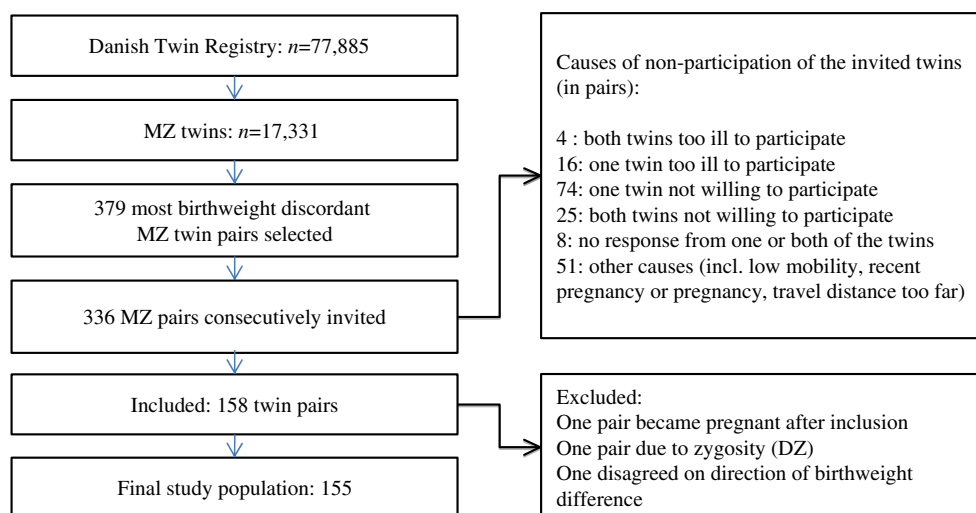 Danish Twin Registry: n=77,885
MZ twins: n=17,331
379 most birthweight discordant
MZ twin pairs selected
336 MZ pairs consecutively invited
Included: 158 twin pairs
Final study population: 155
Causes of non-participation of the invited twins
(in pairs):
4 : both twins too ill to participate
16: one twin too ill to participate
74: one twin not willing to participate
25: both twins not willing to participate
8: no response from one or both of the twins
51: other causes (incl. low mobility, recent
pregnancy or pregnancy, travel distance too far)
Excluded:
One pair became pregnant after inclusion
One pair due to zygosity (DZ)
One disagreed on direction of birthweight
difference